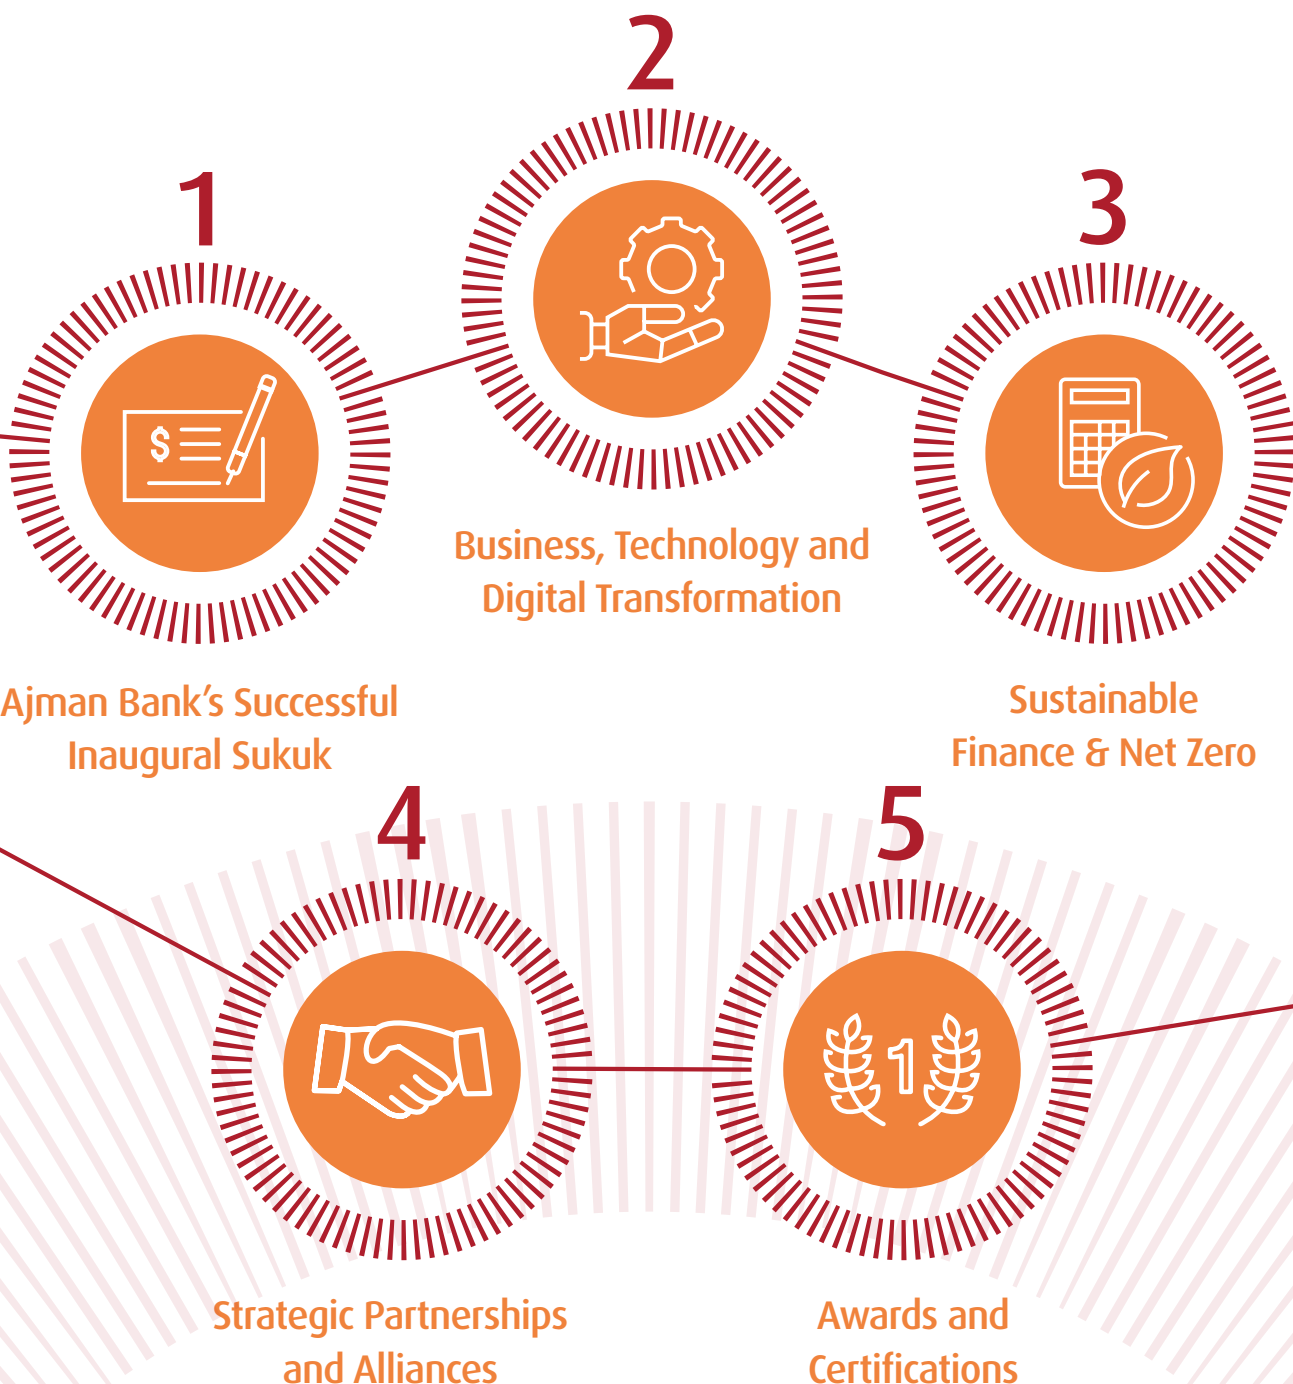 1
$
Ajman Bank's Successful
Inaugural Sukuk
2
Business, Technology and
Digital Transformation
3
Sustainable
Finance & Net Zero
4
Strategic Partnerships
and Alliances
5
1
Awards and
Certifications